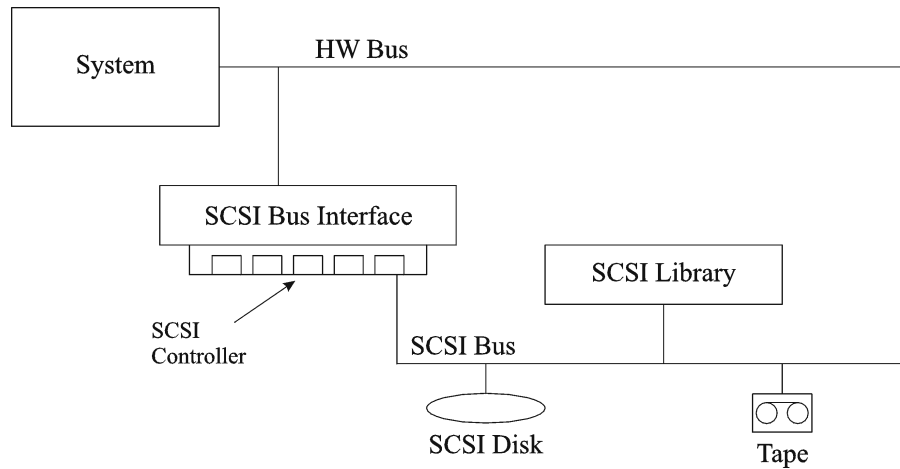 System
HW Bus
SCSI Bus Interface
SCSI Library
SCSI
Controller
SCSI Bus
SCSI Disk
Tape